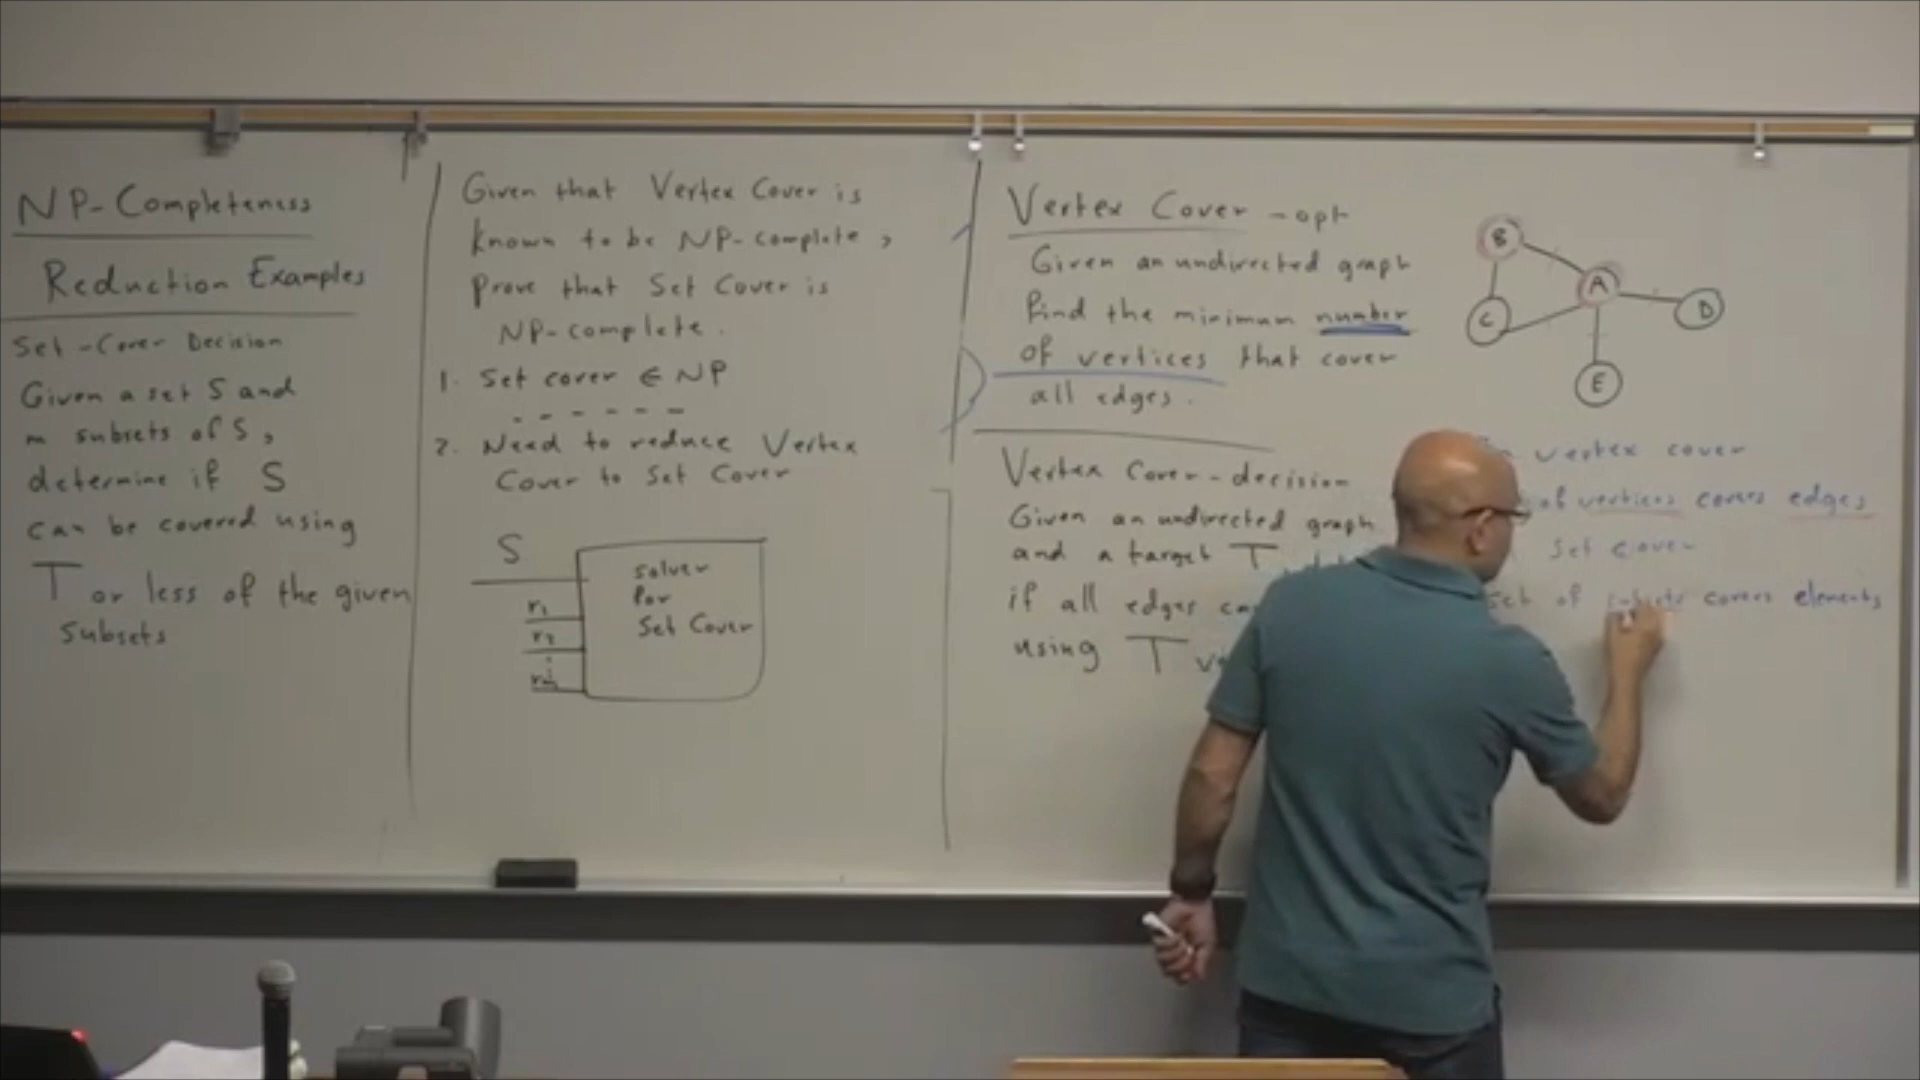 NP-Completeness
Reduction Examples
Set-Cover Decision
Given a set S and
m subsets of S,
determine if S
can be covered using
T or less of the given
subsets
Given that Vertex Cover is
known to be NP-complete,
prove that Set Cover is
NP-complete.
1. Set cover ∈ NP
- - - - - -
2. Need to reduce Vertex
Cover to Set Cover
S
r1
r2
solver
for
Set Cover
Vertex Cover - opt
Given an undirected graph
find the minimum number
of vertices that cover
all edges.
Vertex Cover - decision
Given an undirected graph
and a target T,
if all edges
using T
B
A
C
D
E
vertex cover
of vertices covers edges
Set cover
set of covers elements